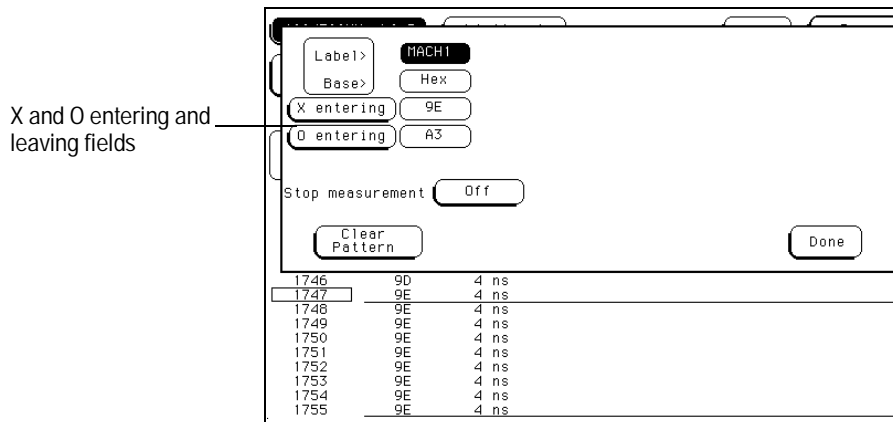 Label> MACH1
Base> Hex
X entering 9E
X and O entering and
leaving fields
O entering A3
Stop measurement Off
Clear
Pattern
Done
1746 9D 4 ns
1747 9E 4 ns
1748 9E 4 ns
1749 9E 4 ns
1750 9E 4 ns
1751 9E 4 ns
1752 9E 4 ns
1753 9E 4 ns
1754 9E 4 ns
1755 9E 4 ns